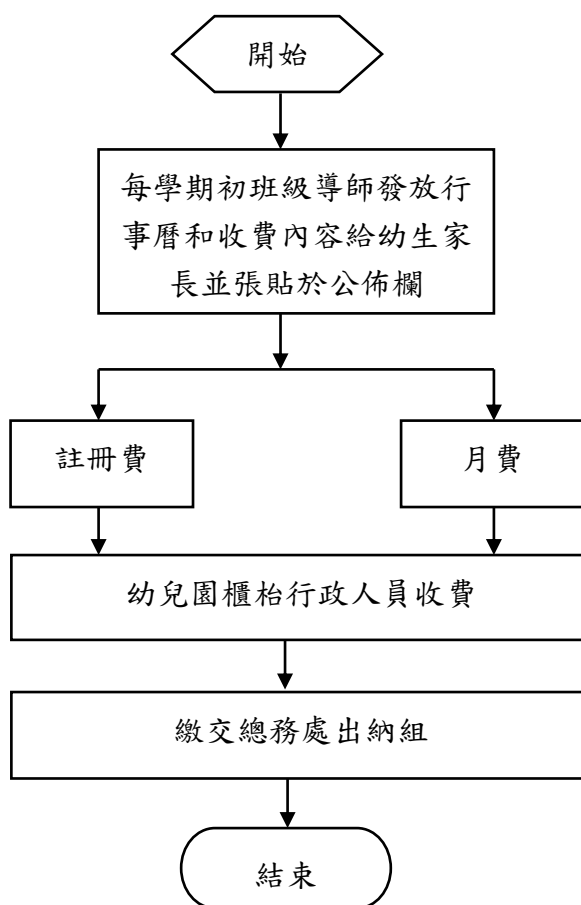 開始
每學期初班級導師發放行
事曆和收費內容給幼生家
長並張貼於公佈欄
註冊費
月費
幼兒園櫃枱行政人員收費
繳交總務處出納組
結束